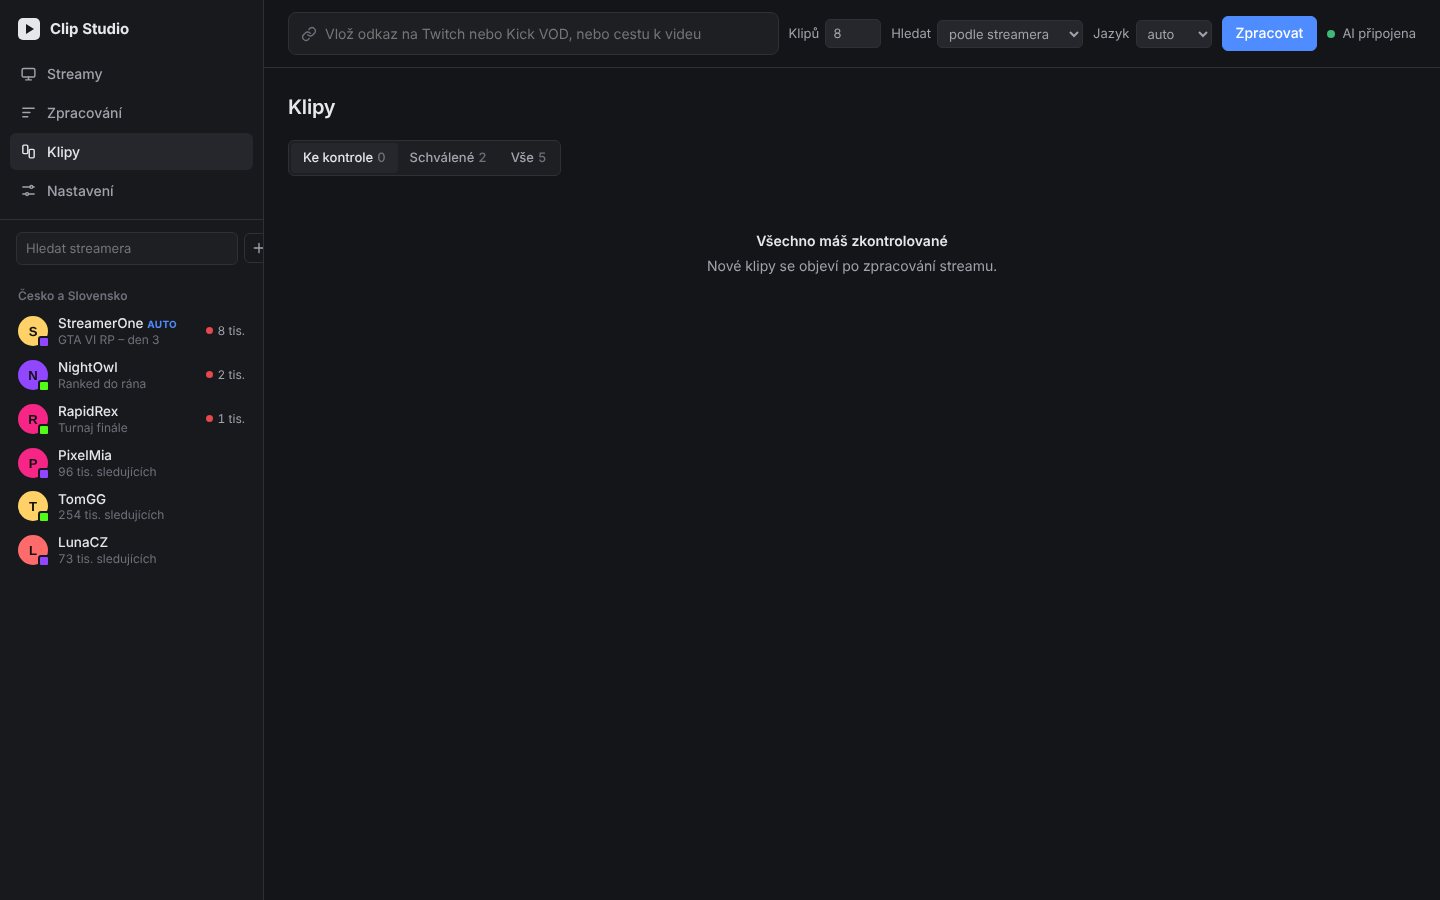 Clip Studio
Streamy
Zpracování
Klipy
Nastavení
Hledat streamera
+
Česko a Slovensko
S
StreamerOne AUTO
8 tis.
GTA VI RP – den 3
N
NightOwl
2 tis.
Ranked do rána
R
RapidRex
1 tis.
Turnaj finále
P
PixelMia
96 tis. sledujících
T
TomGG
254 tis. sledujících
L
LunaCZ
73 tis. sledujících
Vlož odkaz na Twitch nebo Kick VOD, nebo cestu k videu
Klipů 8 Hledat podle streamera Jazyk auto Zpracovat AI připojena
Klipy
Ke kontrole 0 Schválené 2 Vše 5
Všechno máš zkontrolované
Nové klipy se objeví po zpracování streamu.